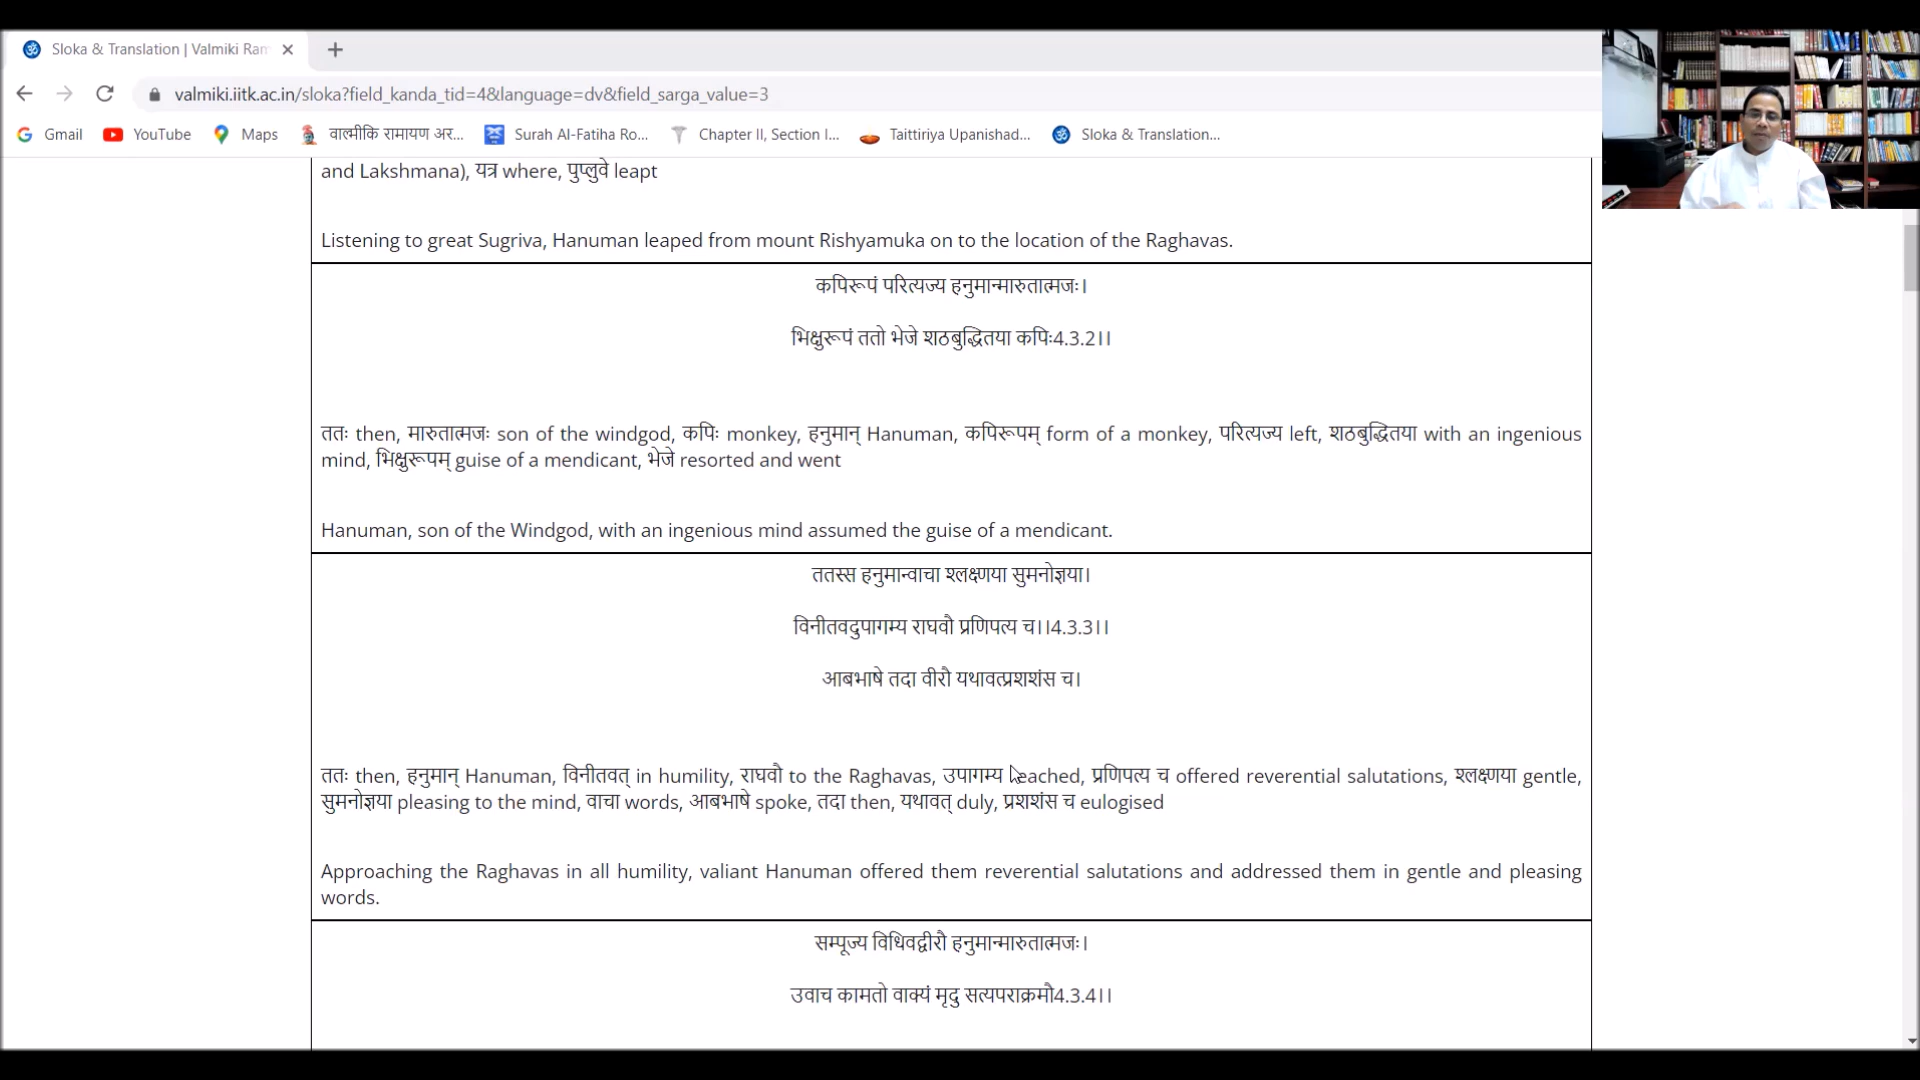 Sloka & Translation | Valmiki Ram
valmiki.iitk.ac.in/sloka?field_kanda_tid=4&language=dv&field_sarga_value=3
Gmail YouTube Maps वाल्मीकि रामायण अर... Surah Al-Fatiha Ro... Chapter II, Section I... Taittiriya Upanishad... Sloka & Translation...
and Lakshmana), यत्र where, पुप्लुवे leapt
Listening to great Sugriva, Hanuman leaped from mount Rishyamuka on to the location of the Raghavas.
कपिरूपं परित्यज्य हनुमान्मारुतात्मजः।
भिक्षुरूपं ततो भेजे शठबुद्धितया कपिः4.3.2।।
ततः then, मारुतात्मजः son of the windgod, कपिः monkey, हनुमान् Hanuman, कपिरूपम् form of a monkey, परित्यज्य left, शठबुद्धितया with an ingenious
mind, भिक्षुरूपम् guise of a mendicant, भेजे resorted and went
Hanuman, son of the Windgod, with an ingenious mind assumed the guise of a mendicant.
ततस्स हनुमान्वाचा श्लक्ष्णया सुमनोज्ञया।
विनीतवदुपागम्य राघवौ प्रणिपत्य च।।4.3.3।।
आबभाषे तदा वीरौ यथावत्प्रशशंस च।
ततः then, हनुमान् Hanuman, विनीतवत् in humility, राघवौ to the Raghavas, उपागम्य reached, प्रणिपत्य च offered reverential salutations, श्लक्ष्णया gentle,
सुमनोज्ञया pleasing to the mind, वाचा words, आबभाषे spoke, तदा then, यथावत् duly, प्रशशंस च eulogised
Approaching the Raghavas in all humility, valiant Hanuman offered them reverential salutations and addressed them in gentle and pleasing
words.
सम्पूज्य विधिवद्वीरौ हनुमान्मारुतात्मजः।
उवाच कामतो वाक्यं मृदु सत्यपराक्रमौ4.3.4।।